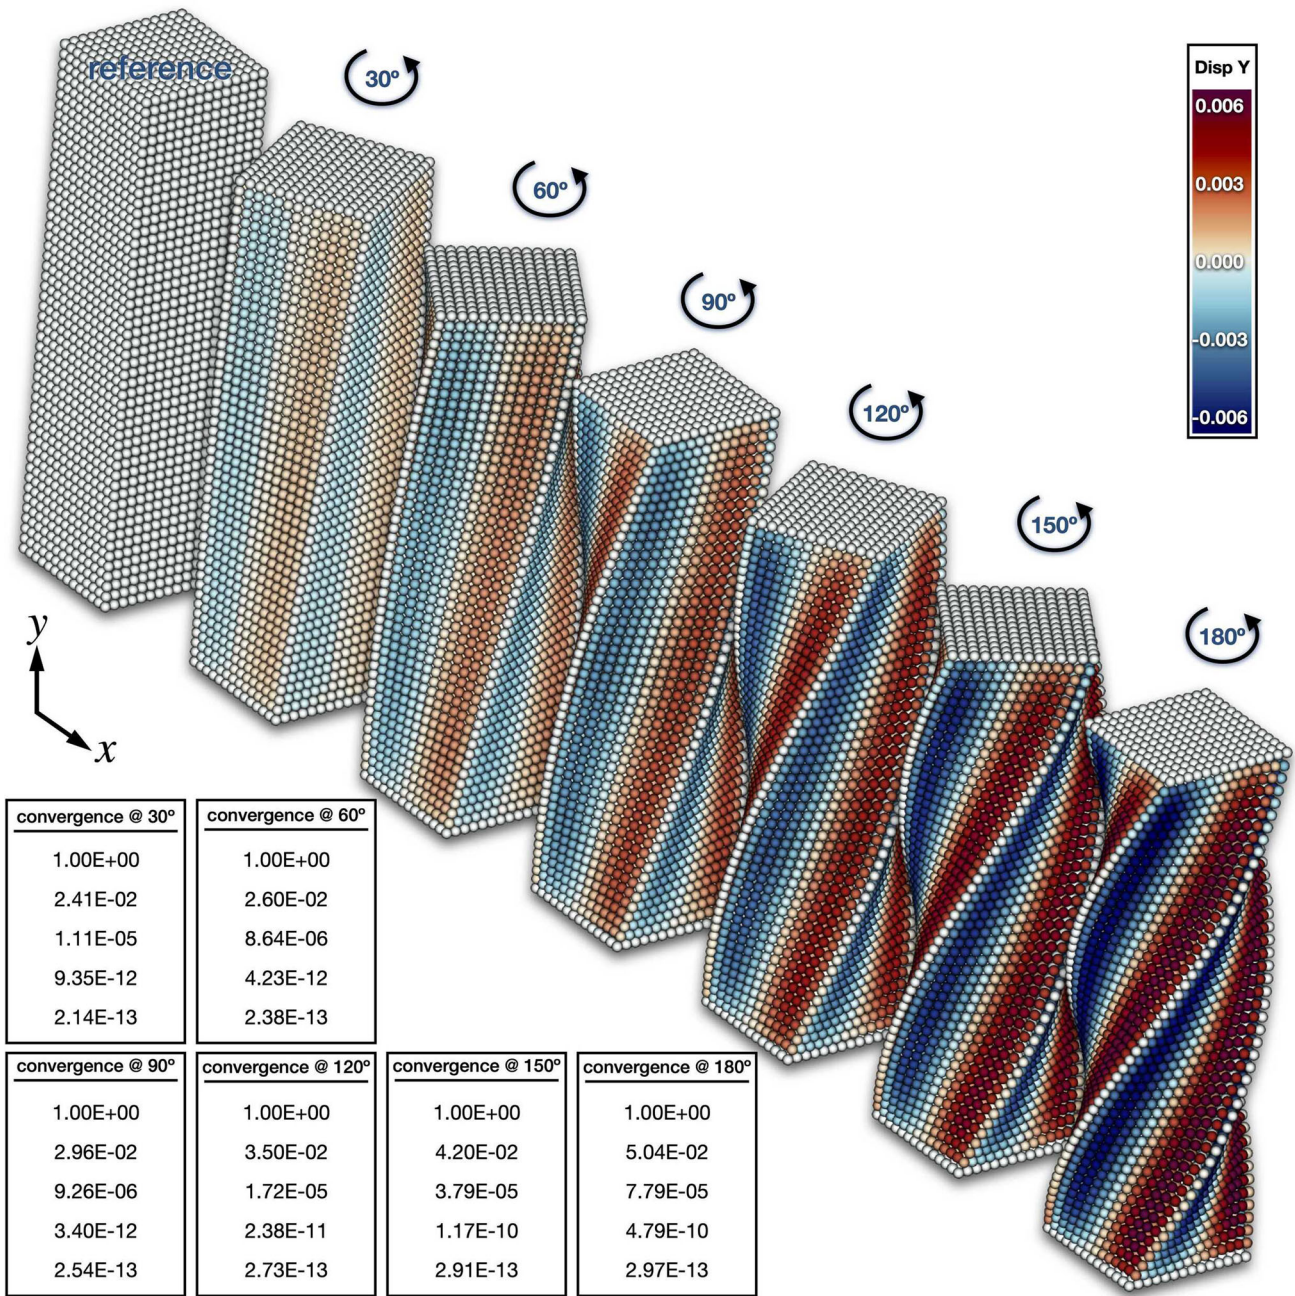 reference
30º
60º
90º
120º
150º
180º
Disp Y
0.006
0.003
0.000
-0.003
-0.006
y
x
convergence @ 30º
1.00E+00
2.41E-02
1.11E-05
9.35E-12
2.14E-13
convergence @ 60º
1.00E+00
2.60E-02
8.64E-06
4.23E-12
2.38E-13
convergence @ 90º
1.00E+00
2.96E-02
9.26E-06
3.40E-12
2.54E-13
convergence @ 120º
1.00E+00
3.50E-02
1.72E-05
2.38E-11
2.73E-13
convergence @ 150º
1.00E+00
4.20E-02
3.79E-05
1.17E-10
2.91E-13
convergence @ 180º
1.00E+00
5.04E-02
7.79E-05
4.79E-10
2.97E-13